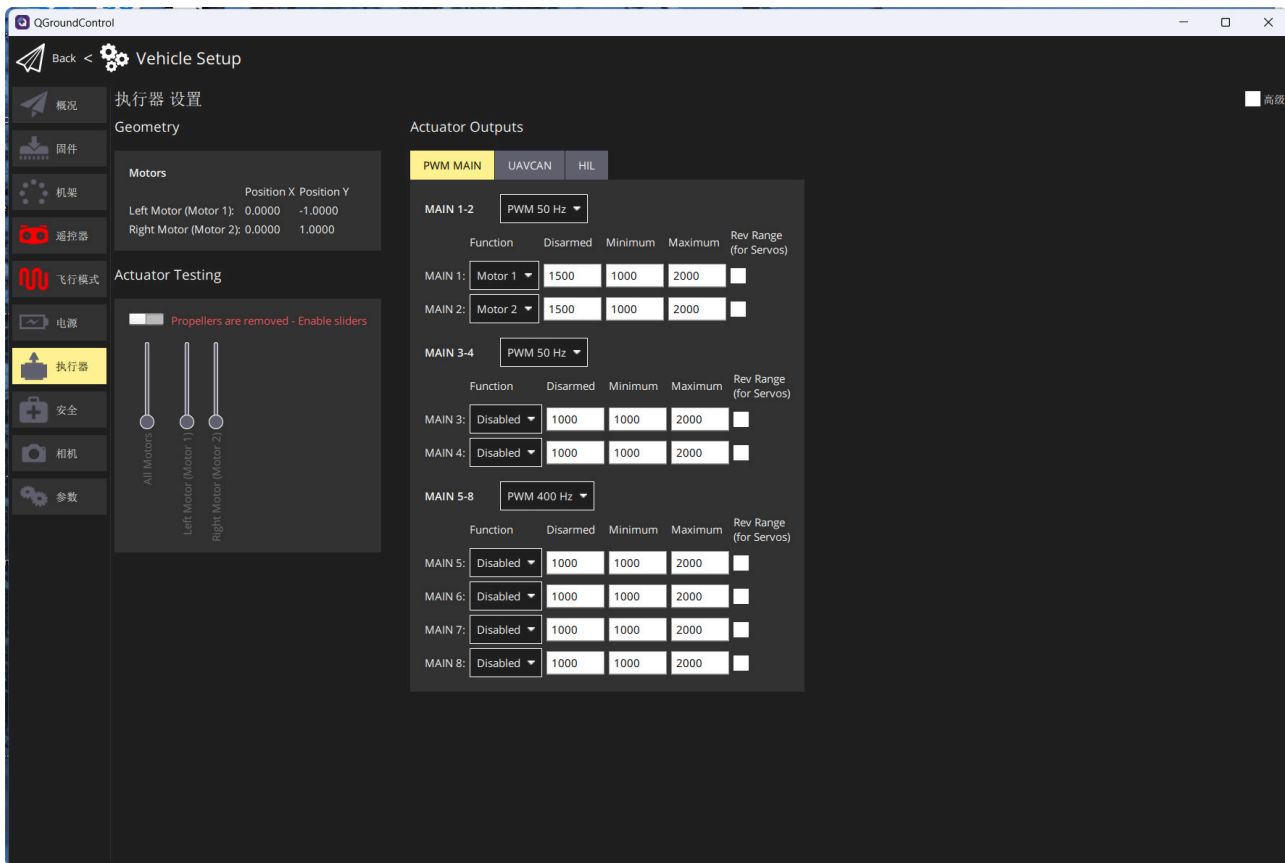 QGroundControl
Back < Vehicle Setup
概况
固件
机架
遥控器
飞行模式
电源
执行器
安全
相机
参数
执行器 设置
高级
Geometry
Motors
Position X Position Y
Left Motor (Motor 1): 0.0000 -1.0000
Right Motor (Motor 2): 0.0000 1.0000
Actuator Testing
Propellers are removed - Enable sliders
All Motors
Left Motor (Motor 1)
Right Motor (Motor 2)
Actuator Outputs
PWM MAIN UAVCAN HIL
MAIN 1-2 PWM 50 Hz
Function Disarmed Minimum Maximum Rev Range
(for Servos)
MAIN 1: Motor 1 1500 1000 2000
MAIN 2: Motor 2 1500 1000 2000
MAIN 3-4 PWM 50 Hz
Function Disarmed Minimum Maximum Rev Range
(for Servos)
MAIN 3: Disabled 1000 1000 2000
MAIN 4: Disabled 1000 1000 2000
MAIN 5-8 PWM 400 Hz
Function Disarmed Minimum Maximum Rev Range
(for Servos)
MAIN 5: Disabled 1000 1000 2000
MAIN 6: Disabled 1000 1000 2000
MAIN 7: Disabled 1000 1000 2000
MAIN 8: Disabled 1000 1000 2000